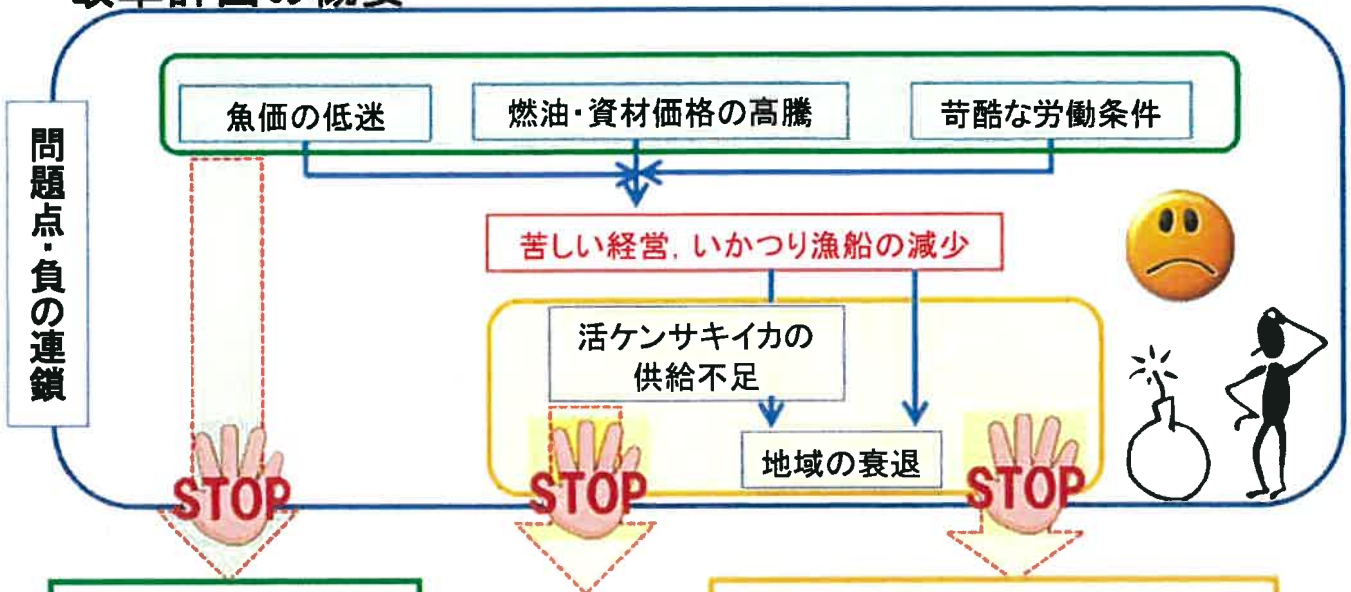 魚価の低迷
燃油・資材価格の高騰
苛酷な労働条件
問題点・負の連鎖
苦しい経営，いかつり漁船の減少
活ケンサキイカの
供給不足
地域の衰退
STOP
STOP
STOP